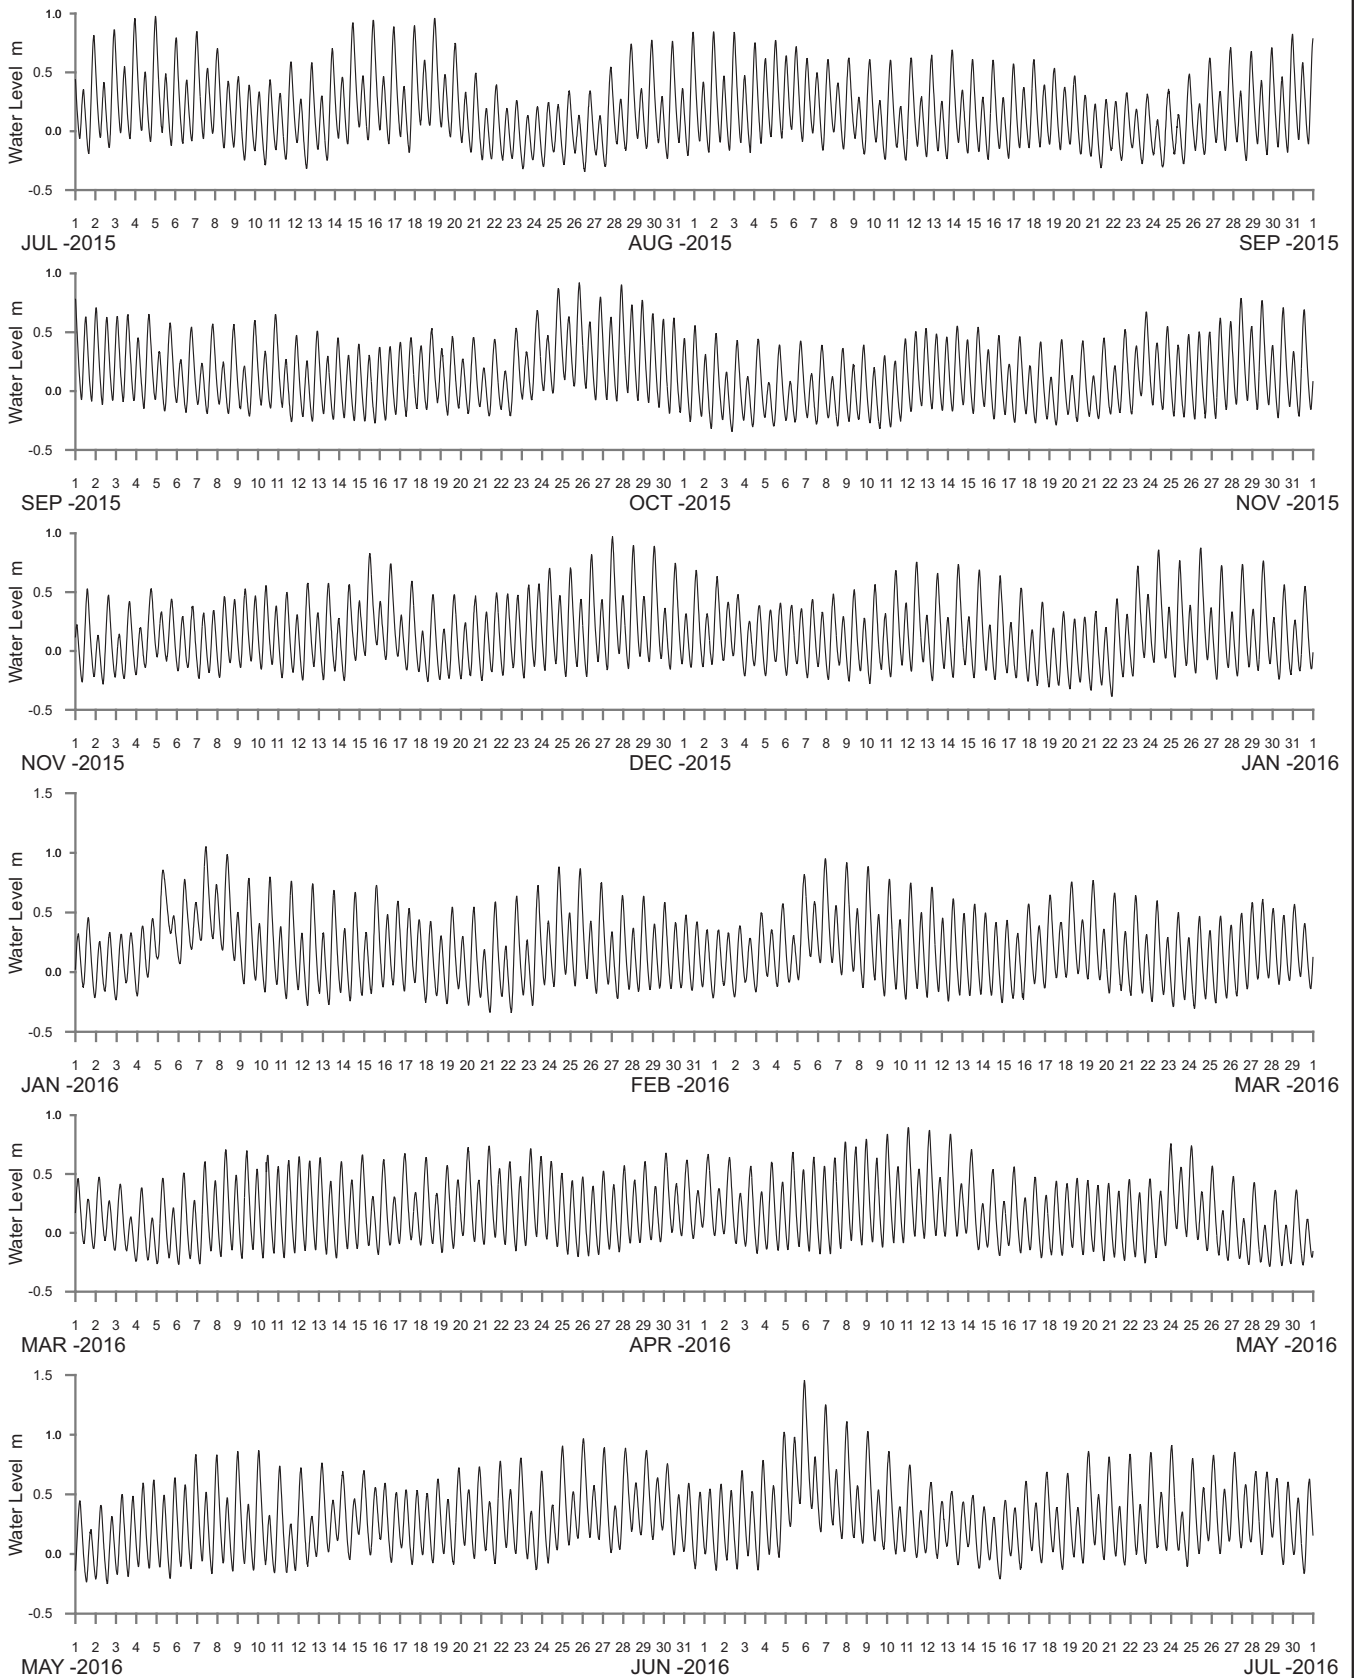 1.0
0.5
0.0
-0.5
Water Level m
1 2 3 4 5 6 7 8 9 10 11 12 13 14 15 16 17 18 19 20 21 22 23 24 25 26 27 28 29 30 31 1 2 3 4 5 6 7 8 9 10 11 12 13 14 15 16 17 18 19 20 21 22 23 24 25 26 27 28 29 30 31 1
JUL -2015 AUG -2015 SEP -2015
1.0
0.5
0.0
-0.5
Water Level m
1 2 3 4 5 6 7 8 9 10 11 12 13 14 15 16 17 18 19 20 21 22 23 24 25 26 27 28 29 30 1 2 3 4 5 6 7 8 9 10 11 12 13 14 15 16 17 18 19 20 21 22 23 24 25 26 27 28 29 30 31 1
SEP -2015 OCT -2015 NOV -2015
1.0
0.5
0.0
-0.5
Water Level m
1 2 3 4 5 6 7 8 9 10 11 12 13 14 15 16 17 18 19 20 21 22 23 24 25 26 27 28 29 30 1 2 3 4 5 6 7 8 9 10 11 12 13 14 15 16 17 18 19 20 21 22 23 24 25 26 27 28 29 30 31 1
NOV -2015 DEC -2015 JAN -2016
1.5
1.0
0.5
0.0
-0.5
Water Level m
1 2 3 4 5 6 7 8 9 10 11 12 13 14 15 16 17 18 19 20 21 22 23 24 25 26 27 28 29 30 31 1 2 3 4 5 6 7 8 9 10 11 12 13 14 15 16 17 18 19 20 21 22 23 24 25 26 27 28 29 1
JAN -2016 FEB -2016 MAR -2016
1.0
0.5
0.0
-0.5
Water Level m
1 2 3 4 5 6 7 8 9 10 11 12 13 14 15 16 17 18 19 20 21 22 23 24 25 26 27 28 29 30 31 1 2 3 4 5 6 7 8 9 10 11 12 13 14 15 16 17 18 19 20 21 22 23 24 25 26 27 28 29 30 1
MAR -2016 APR -2016 MAY -2016
1.5
1.0
0.5
0.0
-0.5
Water Level m
1 2 3 4 5 6 7 8 9 10 11 12 13 14 15 16 17 18 19 20 21 22 23 24 25 26 27 28 29 30 31 1 2 3 4 5 6 7 8 9 10 11 12 13 14 15 16 17 18 19 20 21 22 23 24 25 26 27 28 29 30 1
MAY -2016 JUN -2016 JUL -2016